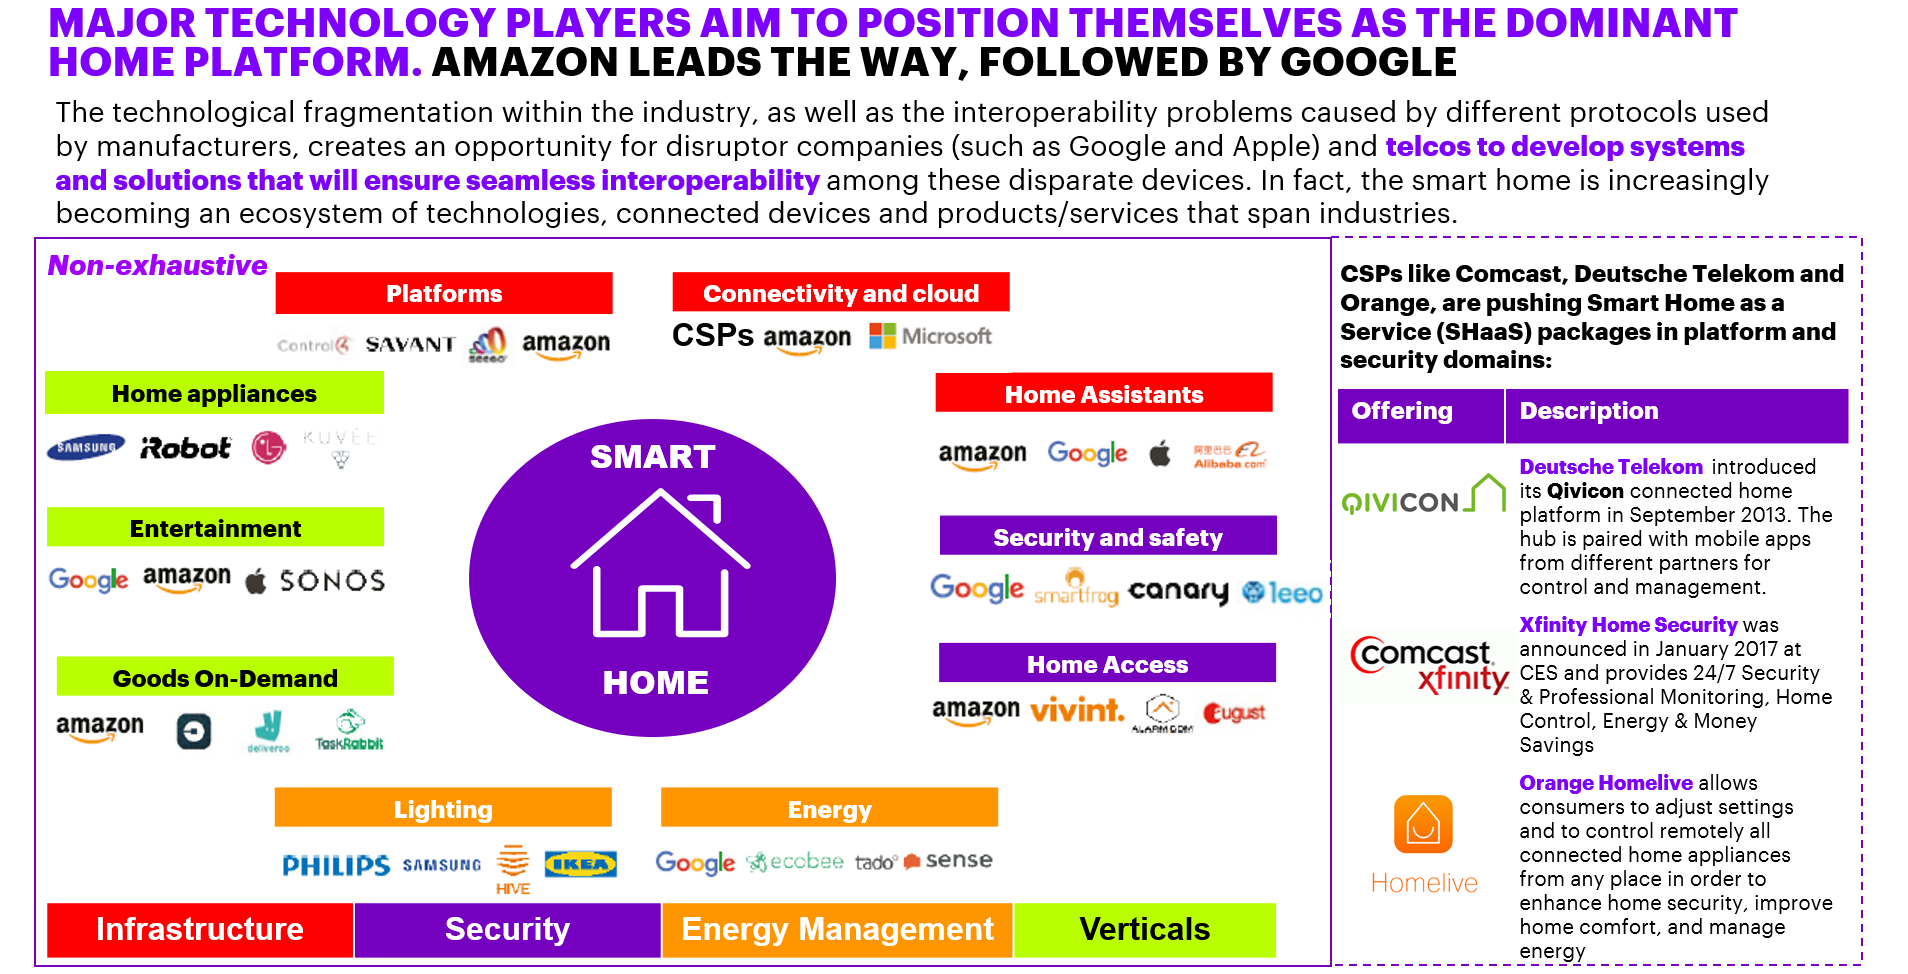 MAJOR TECHNOLOGY PLAYERS AIM TO POSITION THEMSELVES AS THE DOMINANT
HOME PLATFORM. AMAZON LEADS THE WAY, FOLLOWED BY GOOGLE
The technological fragmentation within the industry, as well as the interoperability problems caused by different protocols used
by manufacturers, creates an opportunity for disruptor companies (such as Google and Apple) and telcos to develop systems
and solutions that will ensure seamless interoperability among these disparate devices. In fact, the smart home is increasingly
becoming an ecosystem of technologies, connected devices and products/services that span industries.
Non-exhaustive
Platforms
Control4 SAVANT seeeo amazon
Connectivity and cloud
CSPs amazon Microsoft
Home appliances
SAMSUNG iRobot LG KUVÉE
Home Assistants
amazon Google 阿里巴巴 Alibaba.com
Entertainment
Google amazon SONOS
SMART
HOME
Security and safety
Google smartfrog canary leeo
Goods On-Demand
amazon deliveroo TaskRabbit
Home Access
amazon vivint. ALARM.COM August
Lighting
PHILIPS SAMSUNG HIVE IKEA
Energy
Google ecobee tado° sense
Infrastructure
Security
Energy Management
Verticals
CSPs like Comcast, Deutsche Telekom and
Orange, are pushing Smart Home as a
Service (SHaaS) packages in platform and
security domains:
Offering
Description
QIVICON
Deutsche Telekom introduced
its Qivicon connected home
platform in September 2013. The
hub is paired with mobile apps
from different partners for
control and management.
COMCAST
xfinity
Xfinity Home Security was
announced in January 2017 at
CES and provides 24/7 Security
& Professional Monitoring, Home
Control, Energy & Money
Savings
Homelive
Orange Homelive allows
consumers to adjust settings
and to control remotely all
connected home appliances
from any place in order to
enhance home security, improve
home comfort, and manage
energy